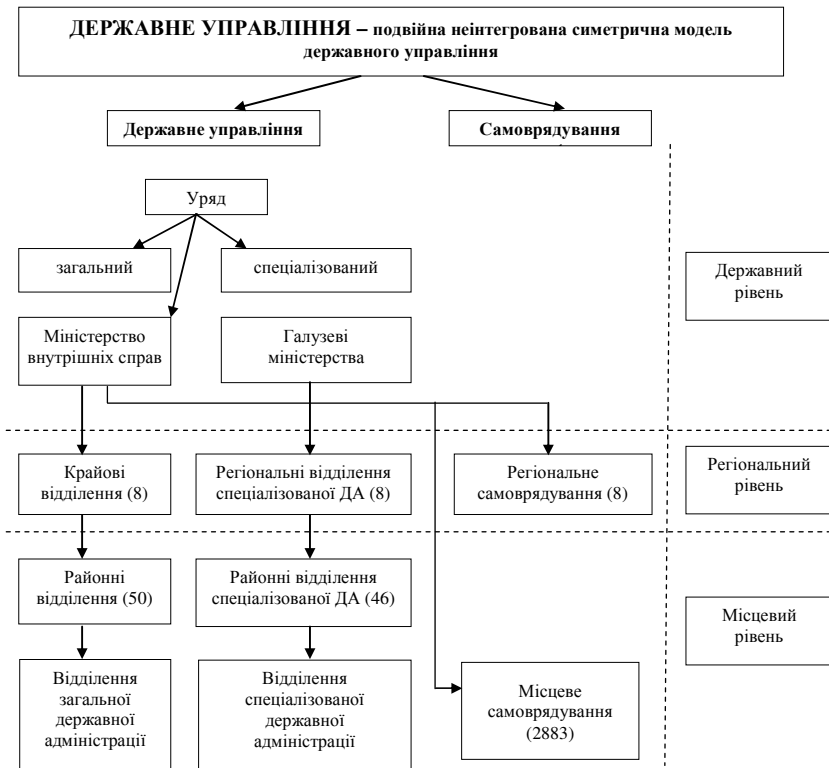 ДЕРЖАВНЕ УПРАВЛІННЯ – подвійна неінтегрована симетрична модель
державного управління
Державне управління
Самоврядування
Уряд
загальний
спеціалізований
Державний
рівень
Міністерство
внутрішніх справ
Галузеві
міністерства
Крайові
відділення (8)
Регіональні відділення
спеціалізованої ДА (8)
Регіональне
самоврядування (8)
Регіональний
рівень
Районні
відділення (50)
Районні відділення
спеціалізованої ДА (46)
Місцевий
рівень
Відділення
загальної
державної
адміністрації
Відділення
спеціалізованої
державної
адміністрації
Місцеве
самоврядування
(2883)